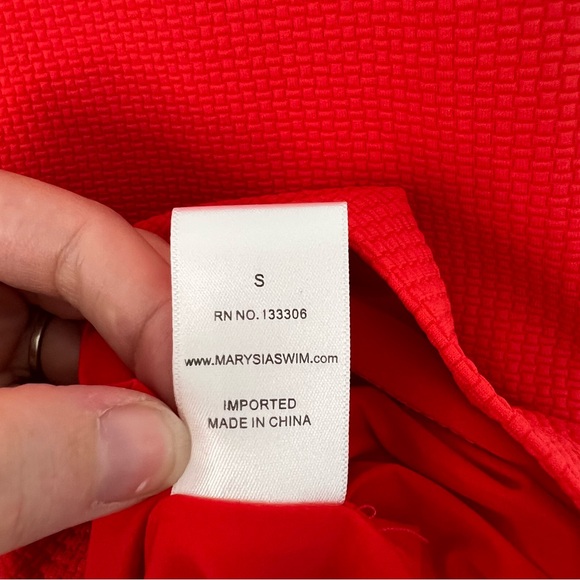 S
RN NO. 133306
www.MARYSIASWIM.com
IMPORTED
MADE IN CHINA